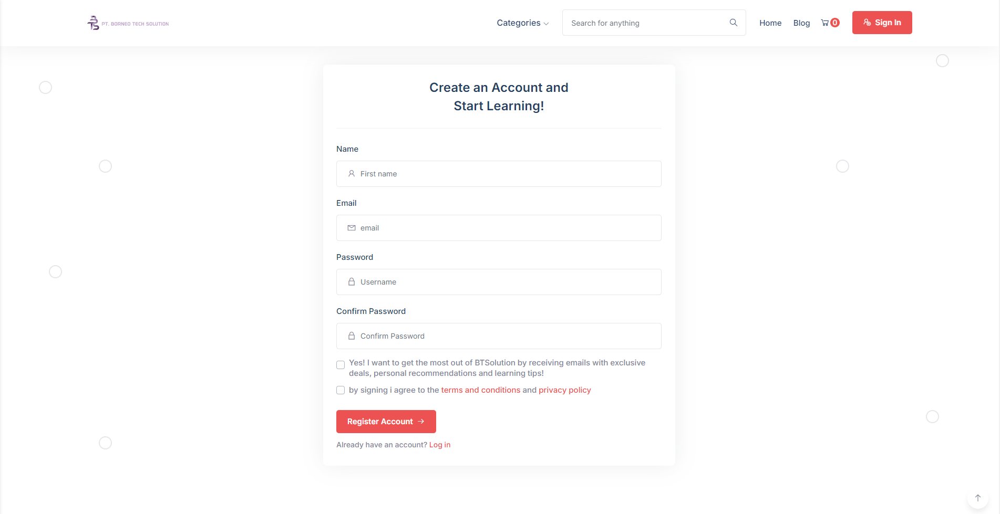 PT. BORNEO TECH SOLUTION
Categories
Search for anything
Home
Blog
0
Sign In
Create an Account and
Start Learning!
Name
First name
Email
email
Password
Username
Confirm Password
Confirm Password
Yes! I want to get the most out of BTSolution by receiving emails with exclusive
deals, personal recommendations and learning tips!
by signing i agree to the terms and conditions and privacy policy
Register Account
Already have an account? Log in